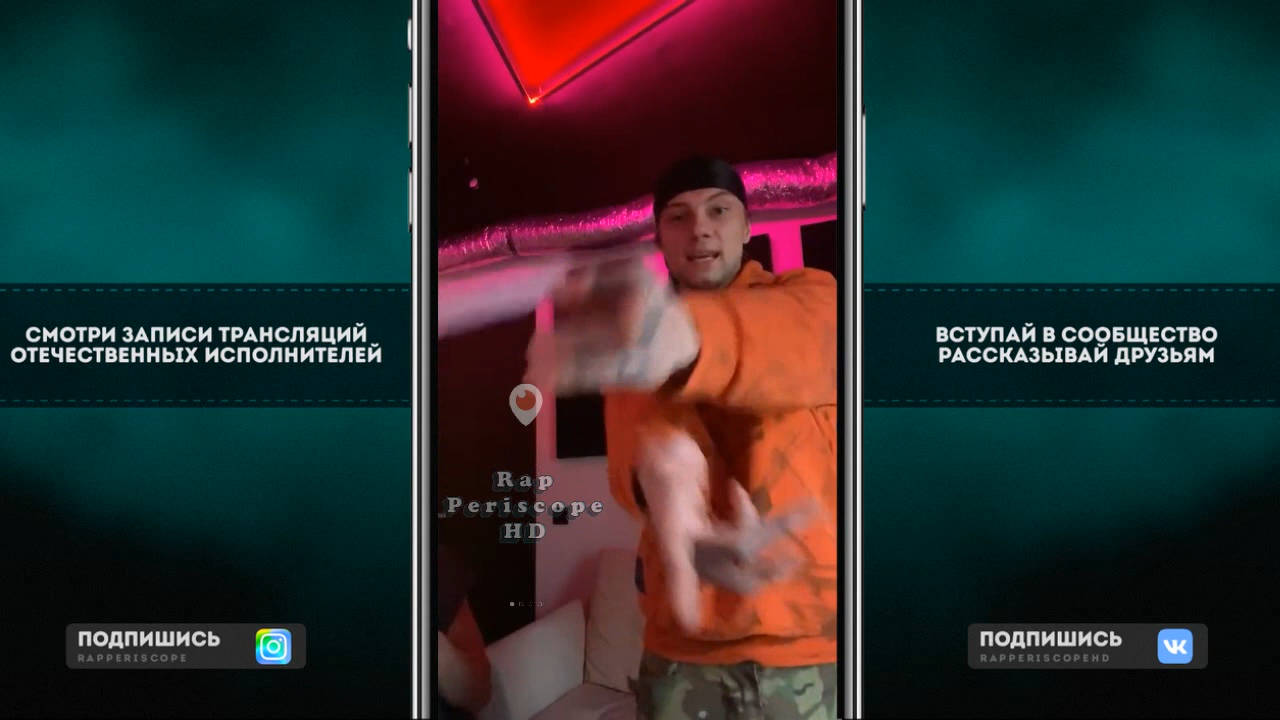 СМОТРИ ЗАПИСИ ТРАНСЛЯЦИЙ
ОТЕЧЕСТВЕННЫХ ИСПОЛНИТЕЛЕЙ
ВСТУПАЙ В СООБЩЕСТВО
РАССКАЗЫВАЙ ДРУЗЬЯМ
Rap
Periscope
HD
ПОДПИШИСЬ
RAPPERISCOPE
ПОДПИШИСЬ
RAPPERISCOPEHD